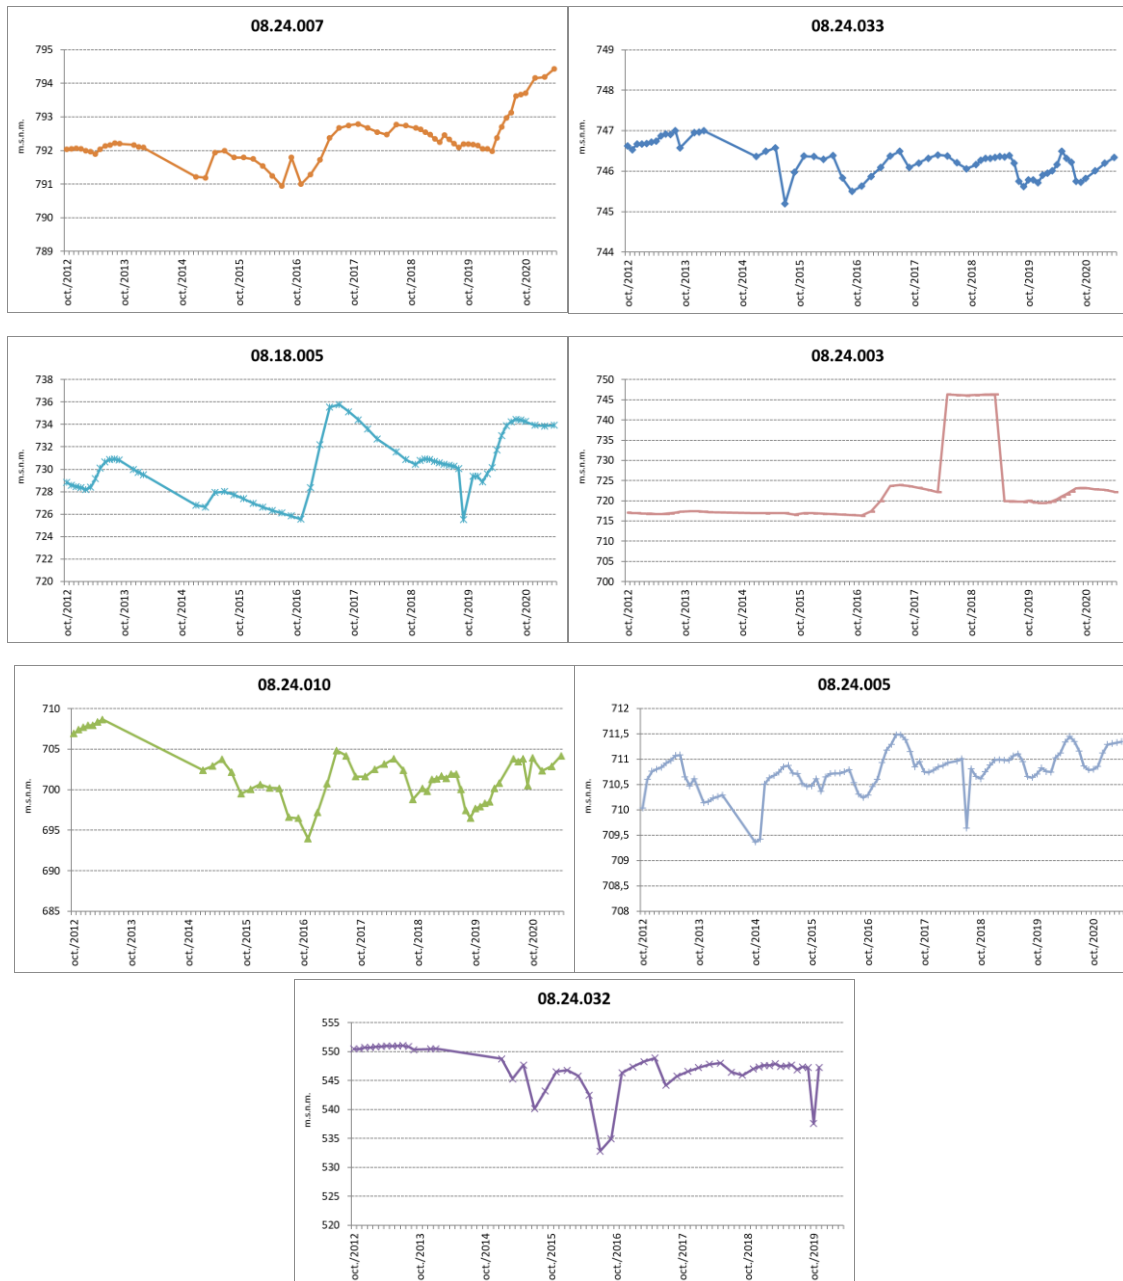 08.24.007
795
794
793
792
791
790
789
m.s.n.m.
oct./2012
oct./2013
oct./2014
oct./2015
oct./2016
oct./2017
oct./2018
oct./2019
oct./2020
08.24.033
749
748
747
746
745
744
m.s.n.m.
oct./2012
oct./2013
oct./2014
oct./2015
oct./2016
oct./2017
oct./2018
oct./2019
oct./2020
08.18.005
738
736
734
732
730
728
726
724
722
720
m.s.n.m.
oct./2012
oct./2013
oct./2014
oct./2015
oct./2016
oct./2017
oct./2018
oct./2019
oct./2020
08.24.003
750
745
740
735
730
725
720
715
710
705
700
m.s.n.m.
oct./2012
oct./2013
oct./2014
oct./2015
oct./2016
oct./2017
oct./2018
oct./2019
oct./2020
08.24.010
710
705
700
695
690
685
m.s.n.m.
oct./2012
oct./2013
oct./2014
oct./2015
oct./2016
oct./2017
oct./2018
oct./2019
oct./2020
08.24.005
712
711,5
711
710,5
710
709,5
709
708,5
708
m.s.n.m.
oct./2012
oct./2013
oct./2014
oct./2015
oct./2016
oct./2017
oct./2018
oct./2019
oct./2020
08.24.032
555
550
545
540
535
530
525
520
m.s.n.m.
oct./2012
oct./2013
oct./2014
oct./2015
oct./2016
oct./2017
oct./2018
oct./2019